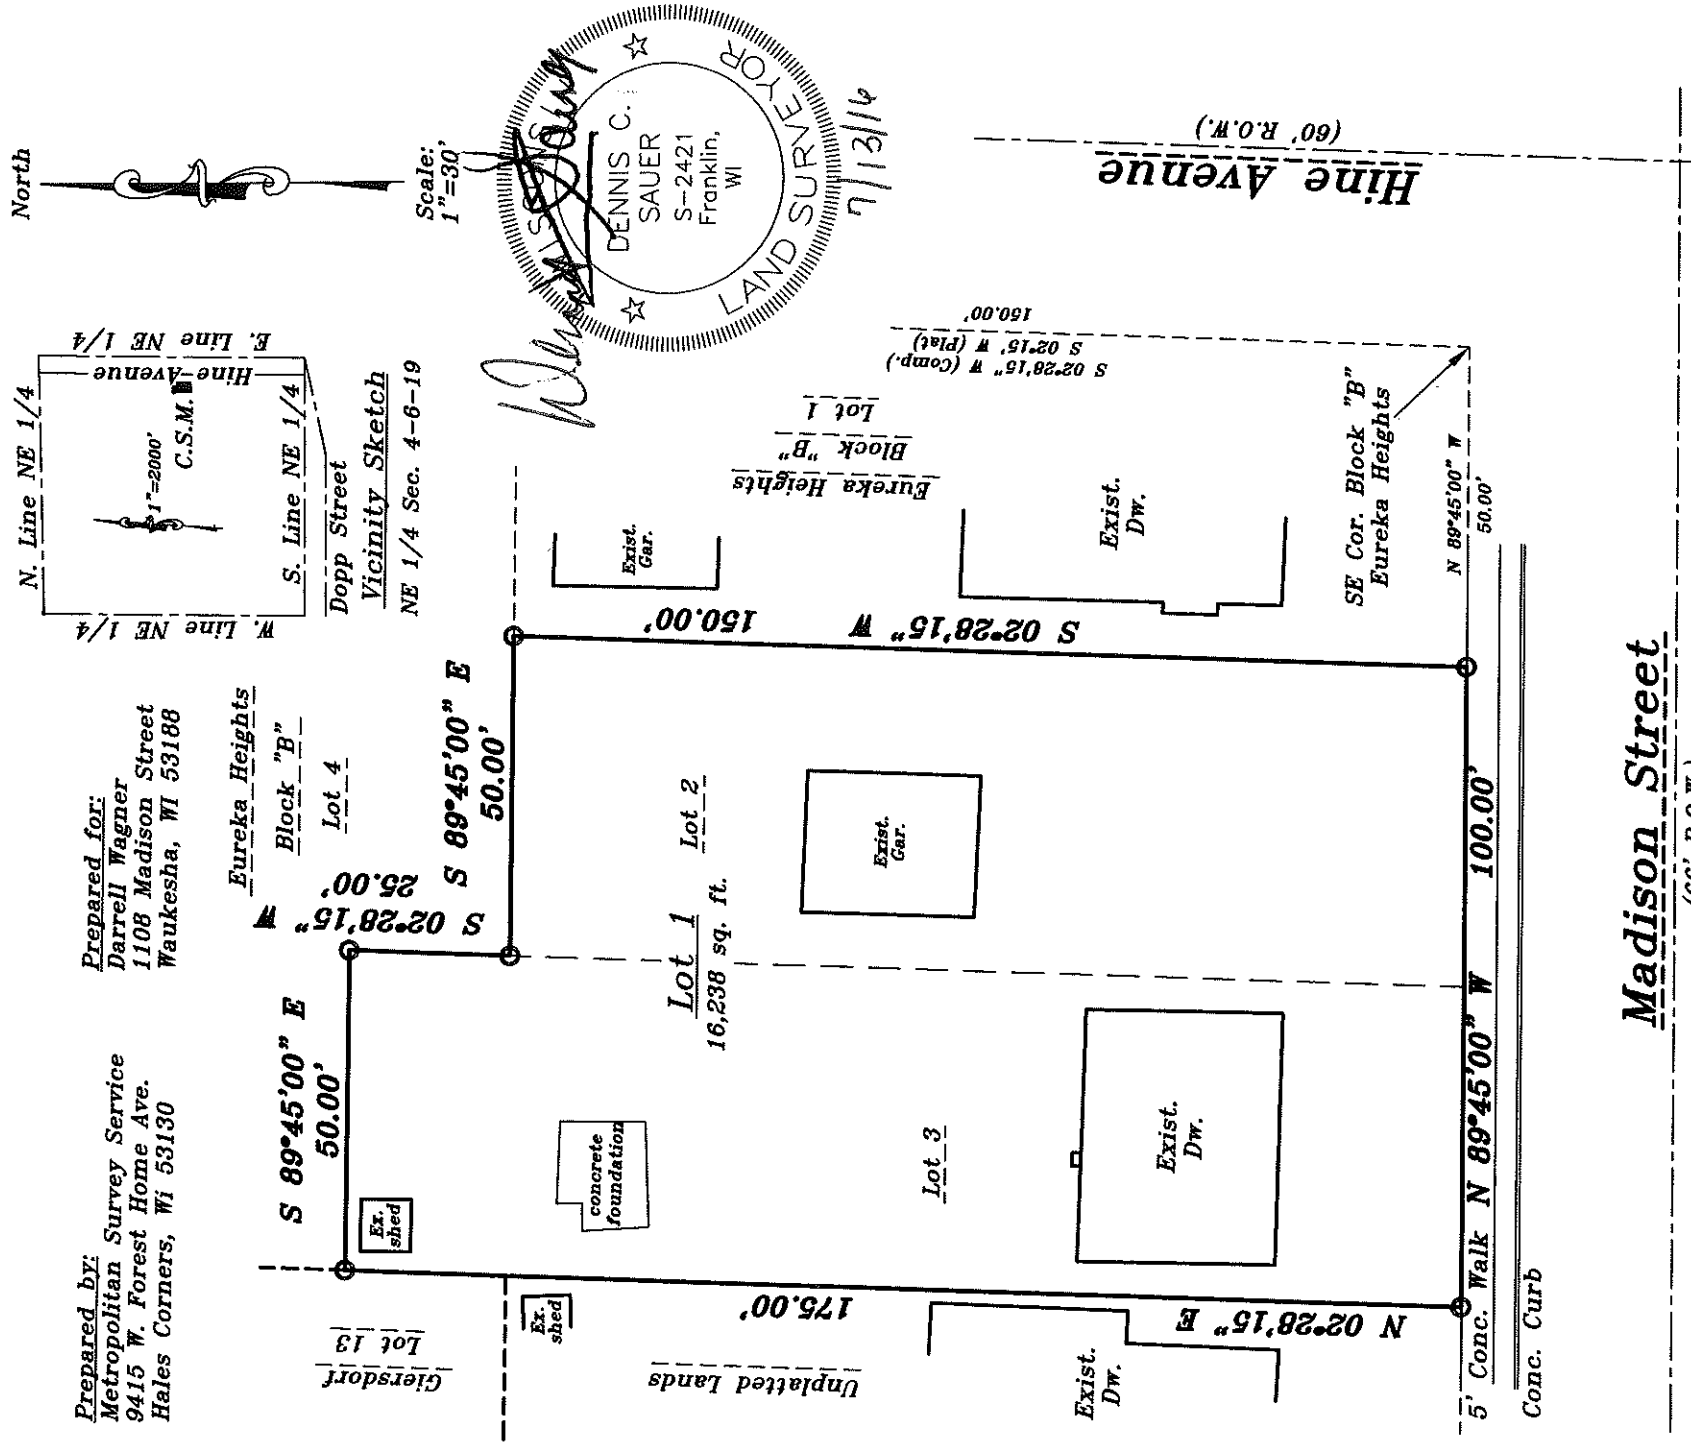 North
Scale:
1"=30'
WISCONSIN
DENNIS C.
SAUER
S-2421
Franklin,
WI
LAND SURVEYOR
7/13/16
N. Line NE 1/4
E. Line NE 1/4
Hine Avenue
1"=2000'
C.S.M.
S. Line NE 1/4
W. Line NE 1/4
Dopp Street
Vicinity Sketch
NE 1/4 Sec. 4-6-19
Prepared for:
Darrell Wagner
1108 Madison Street
Waukesha, WI 53188
Prepared by:
Metropolitan Survey Service
9415 W. Forest Home Ave.
Hales Corners, Wi 53130
Eureka Heights
Block "B"
Lot 4
S 89°45'00" E
50.00'
S 02°28'15" W
25.00'
S 89°45'00" E
50.00'
S 02°28'15" W
150.00'
Exist.
Gar.
Eureka Heights
Block "B"
Lot 1
S 02°28'15" W (Comp.)
S 02°15' W (Plat)
150.00'
Hine Avenue
(60' R.O.W.)
Exist.
Dw.
SE Cor. Block "B"
Eureka Heights
N 89°45'00" W
50.00'
Lot 2
Exist.
Gar.
Lot 1
16,238 sq. ft.
Ex.
shed
concrete
foundation
Lot 3
Exist.
Dw.
Giersdorf
Lot 13
Ex.
shed
Unplatted Lands
175.00'
N 02°28'15" E
Exist.
Dw.
N 89°45'00" W 100.00'
5' Conc. Walk
Conc. Curb
Madison Street